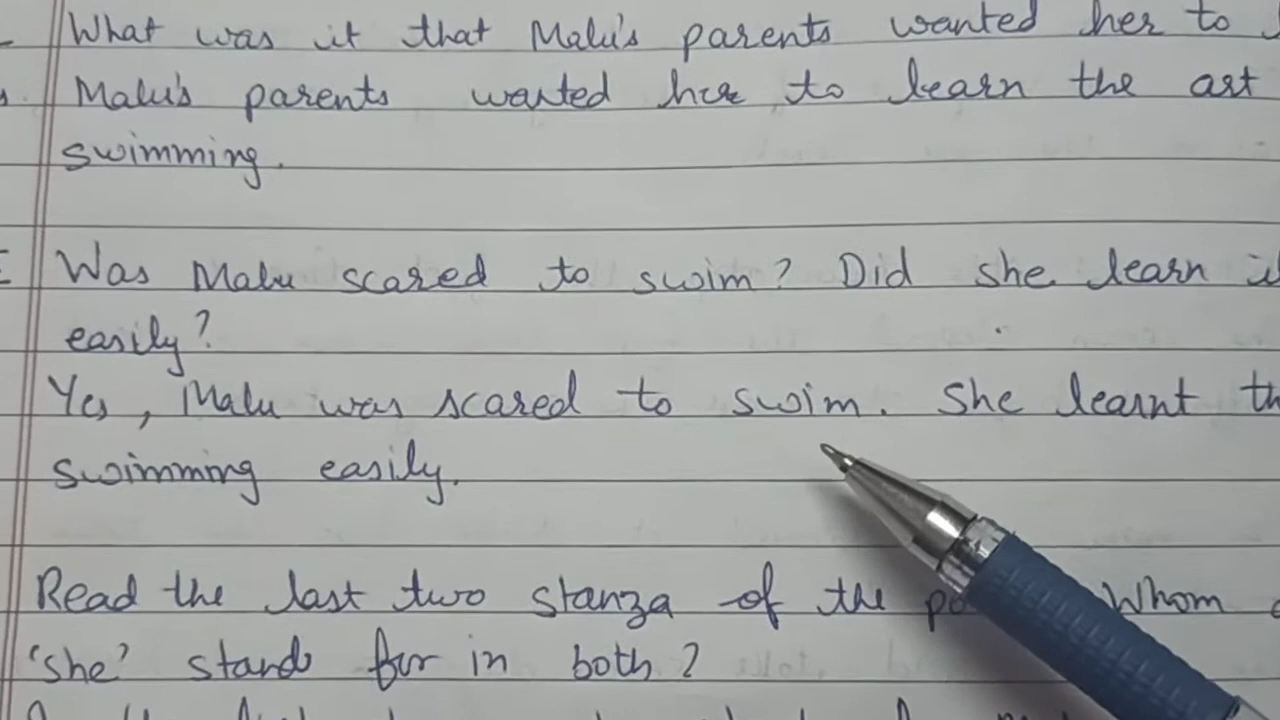 What was it that Malu's parents wanted her to
Malu's parents wanted her to learn the art
swimming.
Was Malu scared to swim? Did she learn
easily?
Yes, Malu was scared to swim. She learnt
swimming easily.
Read the last two stanza of the Whom
'she' stands for in both?